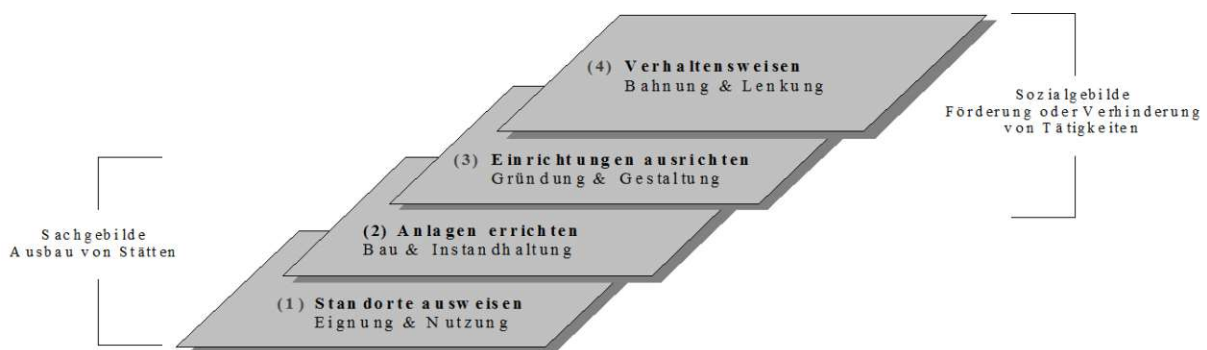 (4) Verhaltensweisen
Bahnung & Lenkung
Sozialgebilde
Förderung oder Verhinderung
von Tätigkeiten
(3) Einrichtungen ausrichten
Gründung & Gestaltung
Sachgebilde
Ausbau von Stätten
(2) Anlagen errichten
Bau & Instandhaltung
(1) Standorte ausweisen
Eignung & Nutzung